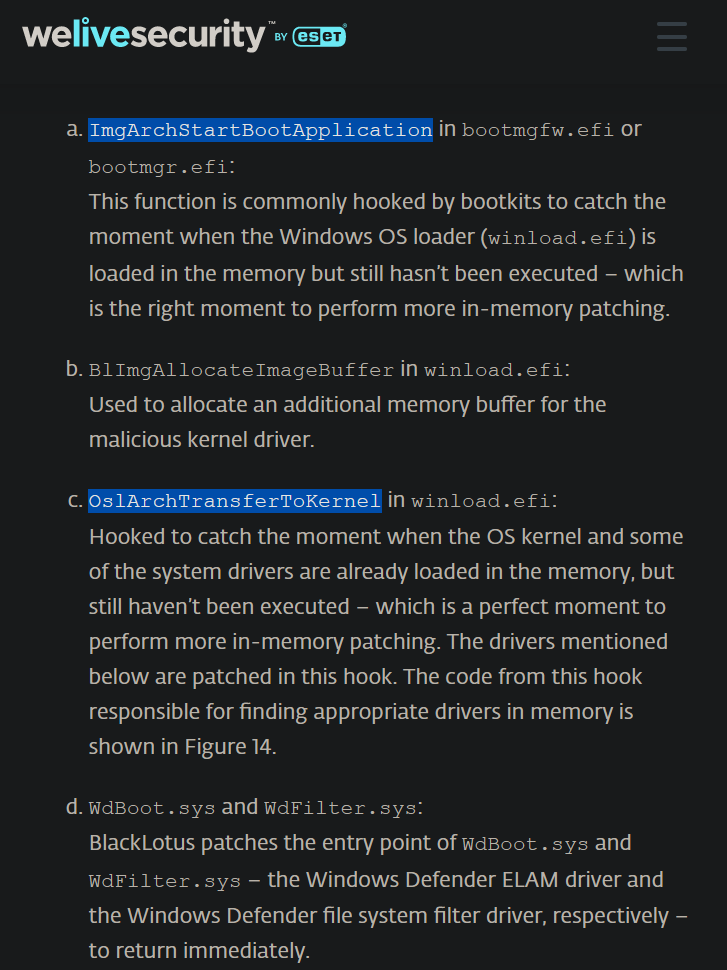 welivesecurity™ BY eset®
a. ImgArchStartBootApplication in bootmgfw.efi or
bootmgr.efi:
This function is commonly hooked by bootkits to catch the
moment when the Windows OS loader (winload.efi) is
loaded in the memory but still hasn’t been executed – which
is the right moment to perform more in-memory patching.
b. BlImgAllocateImageBuffer in winload.efi:
Used to allocate an additional memory buffer for the
malicious kernel driver.
c. OslArchTransferToKernel in winload.efi:
Hooked to catch the moment when the OS kernel and some
of the system drivers are already loaded in the memory, but
still haven’t been executed – which is a perfect moment to
perform more in-memory patching. The drivers mentioned
below are patched in this hook. The code from this hook
responsible for finding appropriate drivers in memory is
shown in Figure 14.
d. WdBoot.sys and WdFilter.sys:
BlackLotus patches the entry point of WdBoot.sys and
WdFilter.sys – the Windows Defender ELAM driver and
the Windows Defender file system filter driver, respectively –
to return immediately.